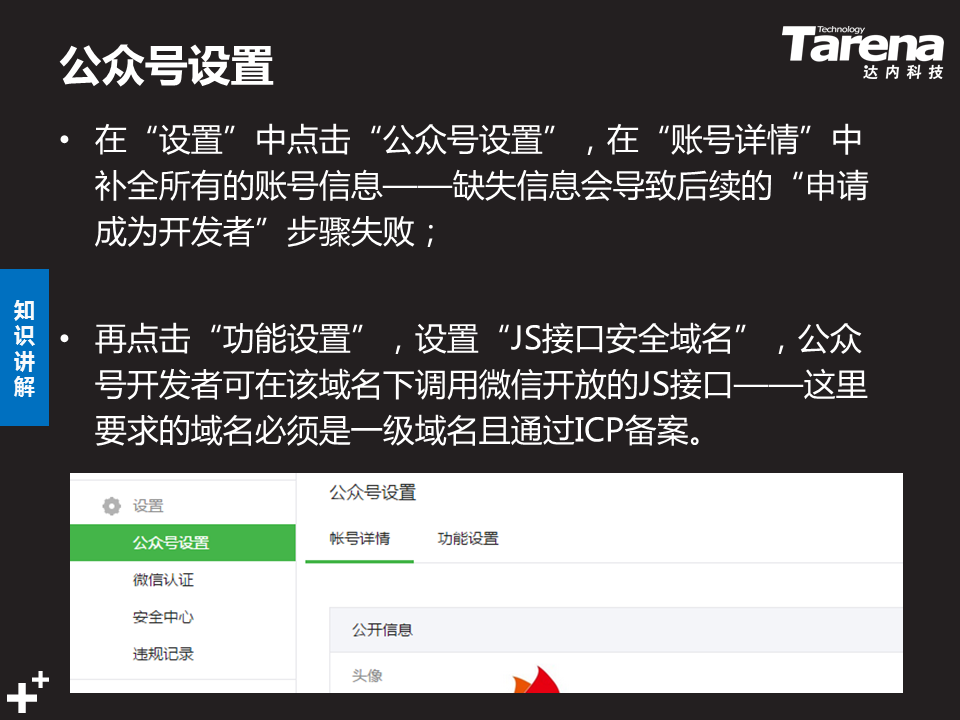 公众号设置
Technology
Tarena
达内科技
• 在“设置”中点击“公众号设置”，在“账号详情”中
补全所有的账号信息——缺失信息会导致后续的“申请
成为开发者”步骤失败；
知识讲解
• 再点击“功能设置”，设置“JS接口安全域名”，公众
号开发者可在该域名下调用微信开放的JS接口——这里
要求的域名必须是一级域名且通过ICP备案。
设置
公众号设置
微信认证
安全中心
违规记录
公众号设置
帐号详情 功能设置
公开信息
头像